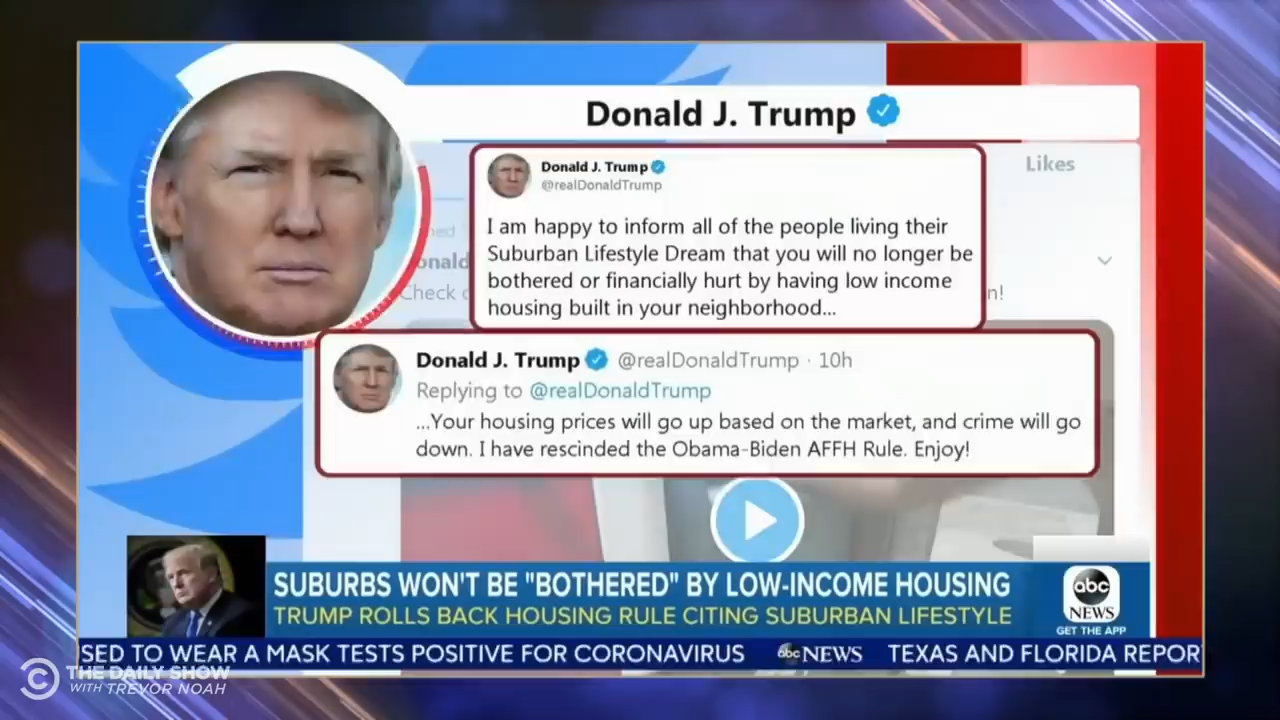 Donald J. Trump
Likes
Donald J. Trump
@realDonaldTrump
I am happy to inform all of the people living their
Suburban Lifestyle Dream that you will no longer be
bothered or financially hurt by having low income
housing built in your neighborhood...
Check
Donald J. Trump @realDonaldTrump · 10h
Replying to @realDonaldTrump
...Your housing prices will go up based on the market, and crime will go
down. I have rescinded the Obama-Biden AFFH Rule. Enjoy!
SUBURBS WON'T BE "BOTHERED" BY LOW-INCOME HOUSING
TRUMP ROLLS BACK HOUSING RULE CITING SUBURBAN LIFESTYLE
abc
NEWS
GET THE APP
SED TO WEAR A MASK TESTS POSITIVE FOR CORONAVIRUS abc NEWS TEXAS AND FLORIDA REPOR
THE DAILY SHOW
WITH TREVOR NOAH